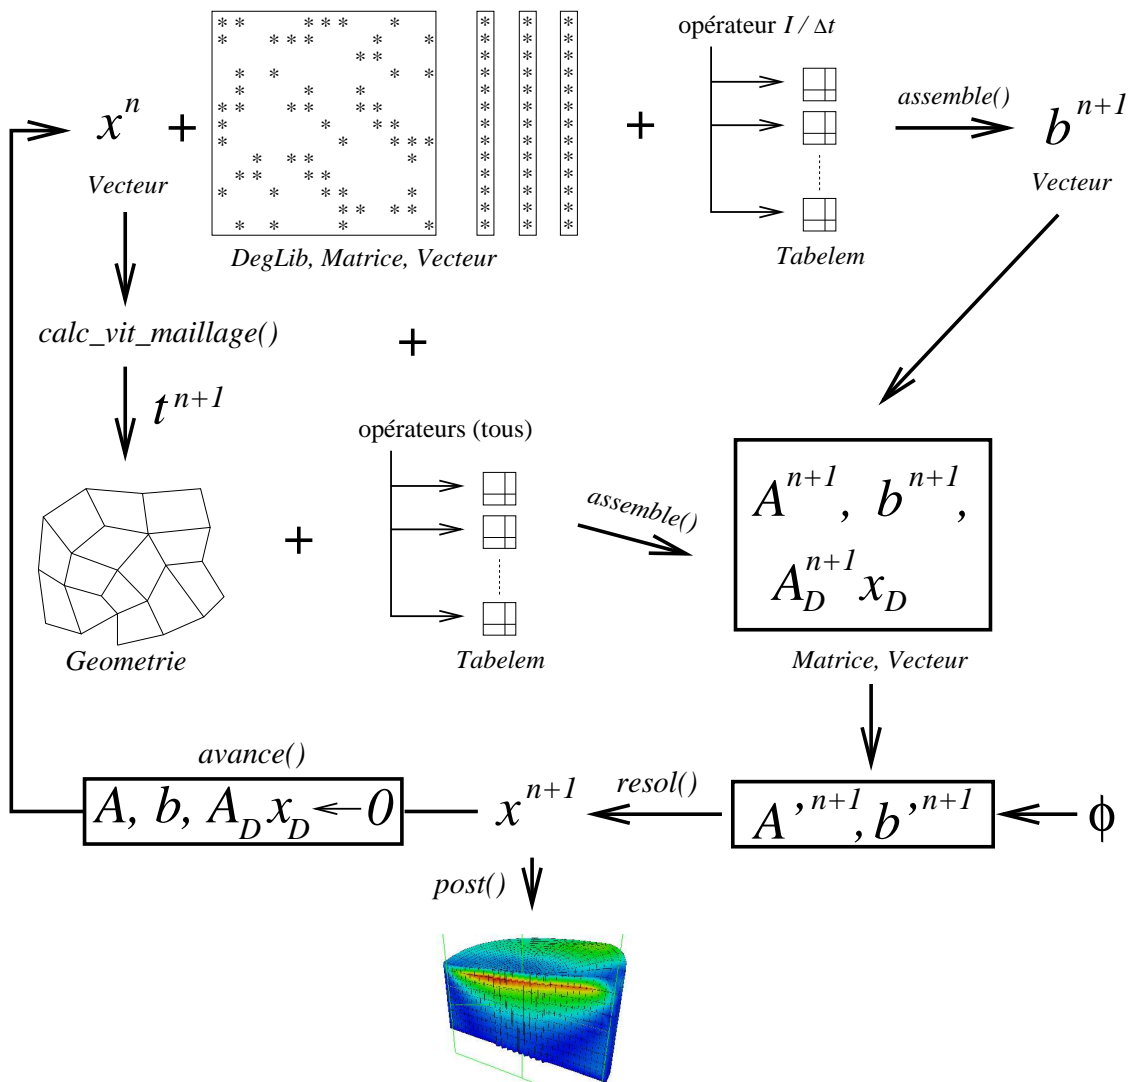 opérateur I / Δt
x^n + + assemble() b^{n+1}
Vecteur
Vecteur
DegLib, Matrice, Vecteur
Tabelem
calc_vit_maillage()
+
t^{n+1}
opérateurs (tous)
+ assemble()
A^{n+1}, b^{n+1},
A_D^{n+1} x_D
Geometrie
Tabelem
Matrice, Vecteur
avance()
A, b, A_D x_D ← 0
x^{n+1}
resol()
A'^{n+1}, b'^{n+1}
ϕ
post()